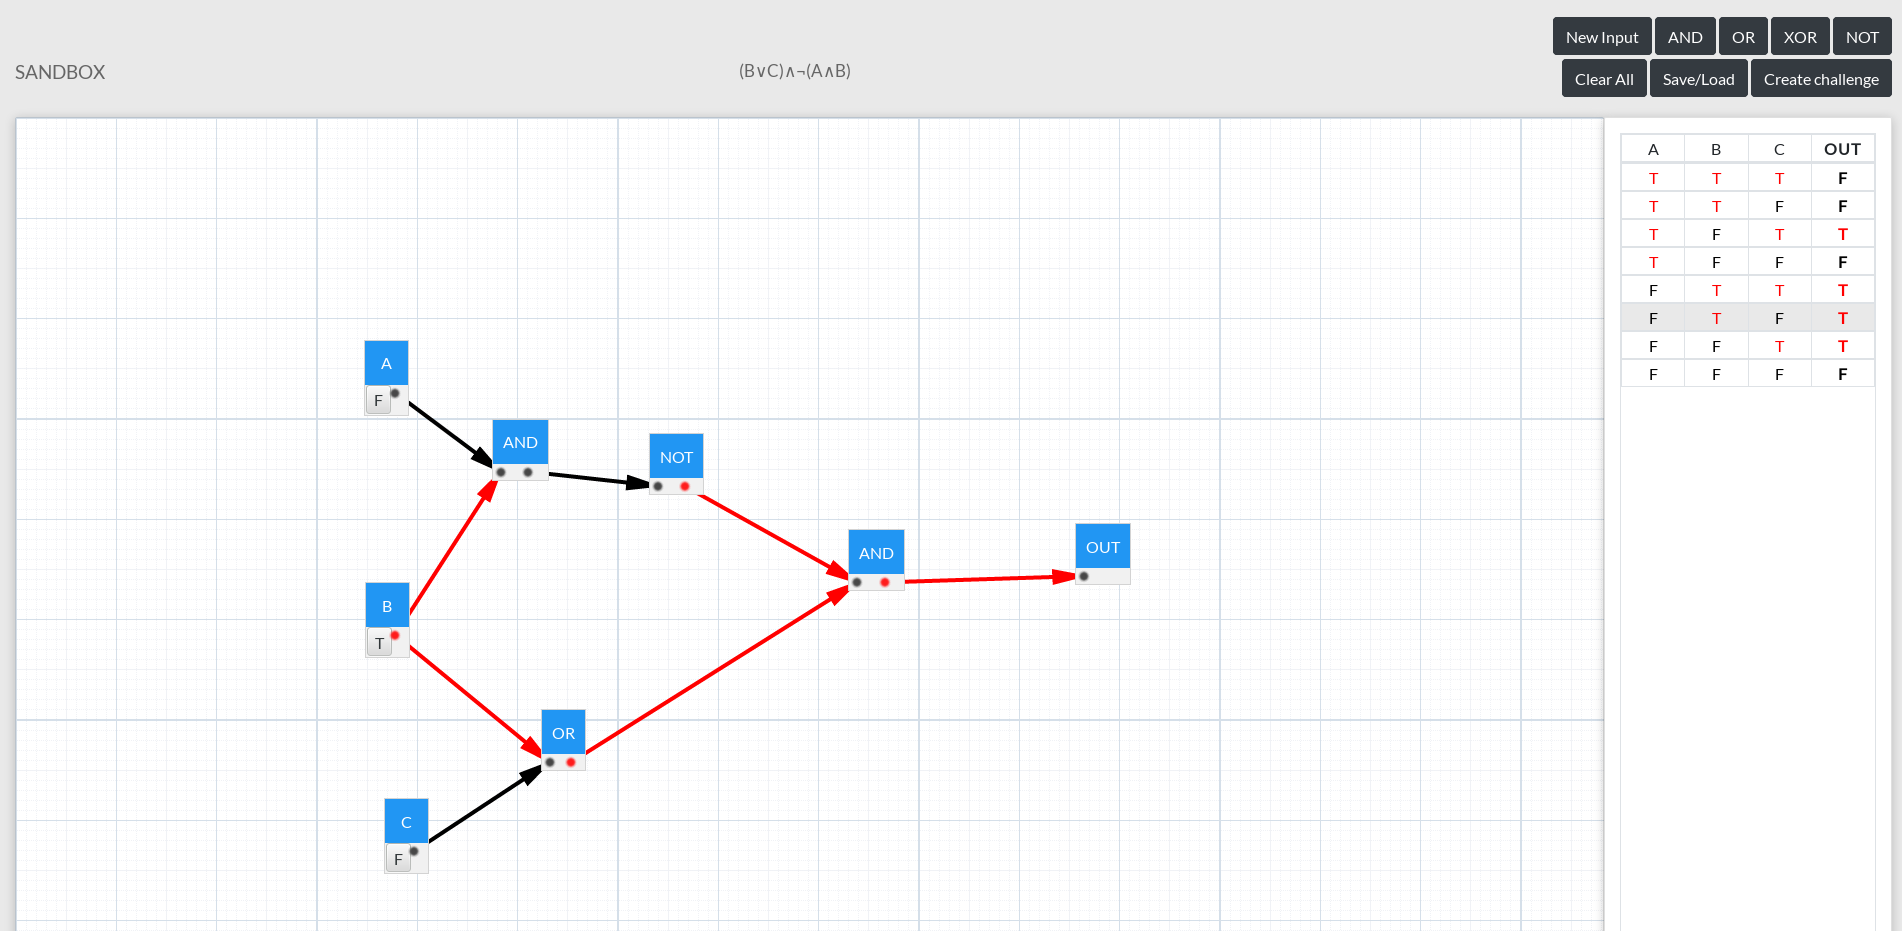 New Input AND OR XOR NOT
SANDBOX
(B∨C)∧¬(A∧B)
Clear All Save/Load Create challenge
A B C OUT
T T T F
T T F F
T F T T
T F F F
F T T T
F T F T
F F T T
F F F F
A
F
AND
NOT
AND
OUT
B
T
OR
C
F